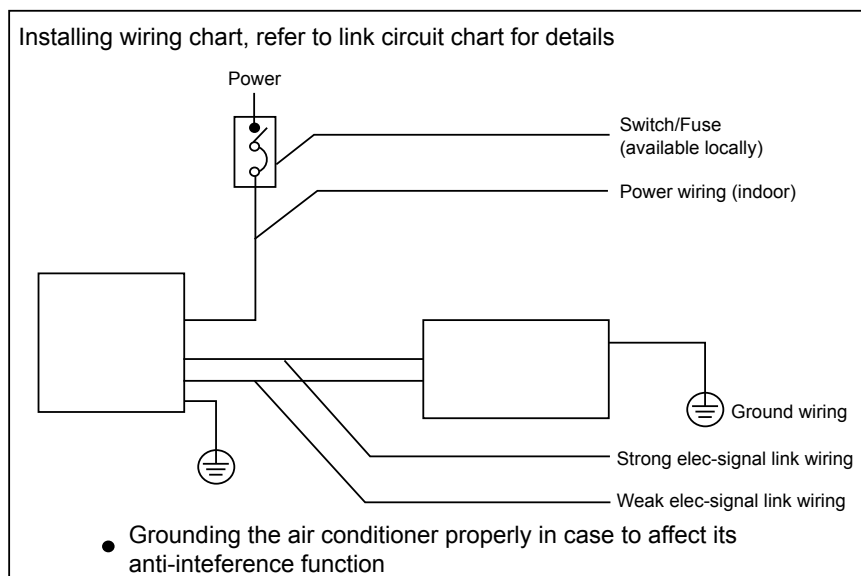 Installing wiring chart, refer to link circuit chart for details
Power
Switch/Fuse
(available locally)
Power wiring (indoor)
Ground wiring
Strong elec-signal link wiring
Weak elec-signal link wiring
● Grounding the air conditioner properly in case to affect its
anti-inteference function